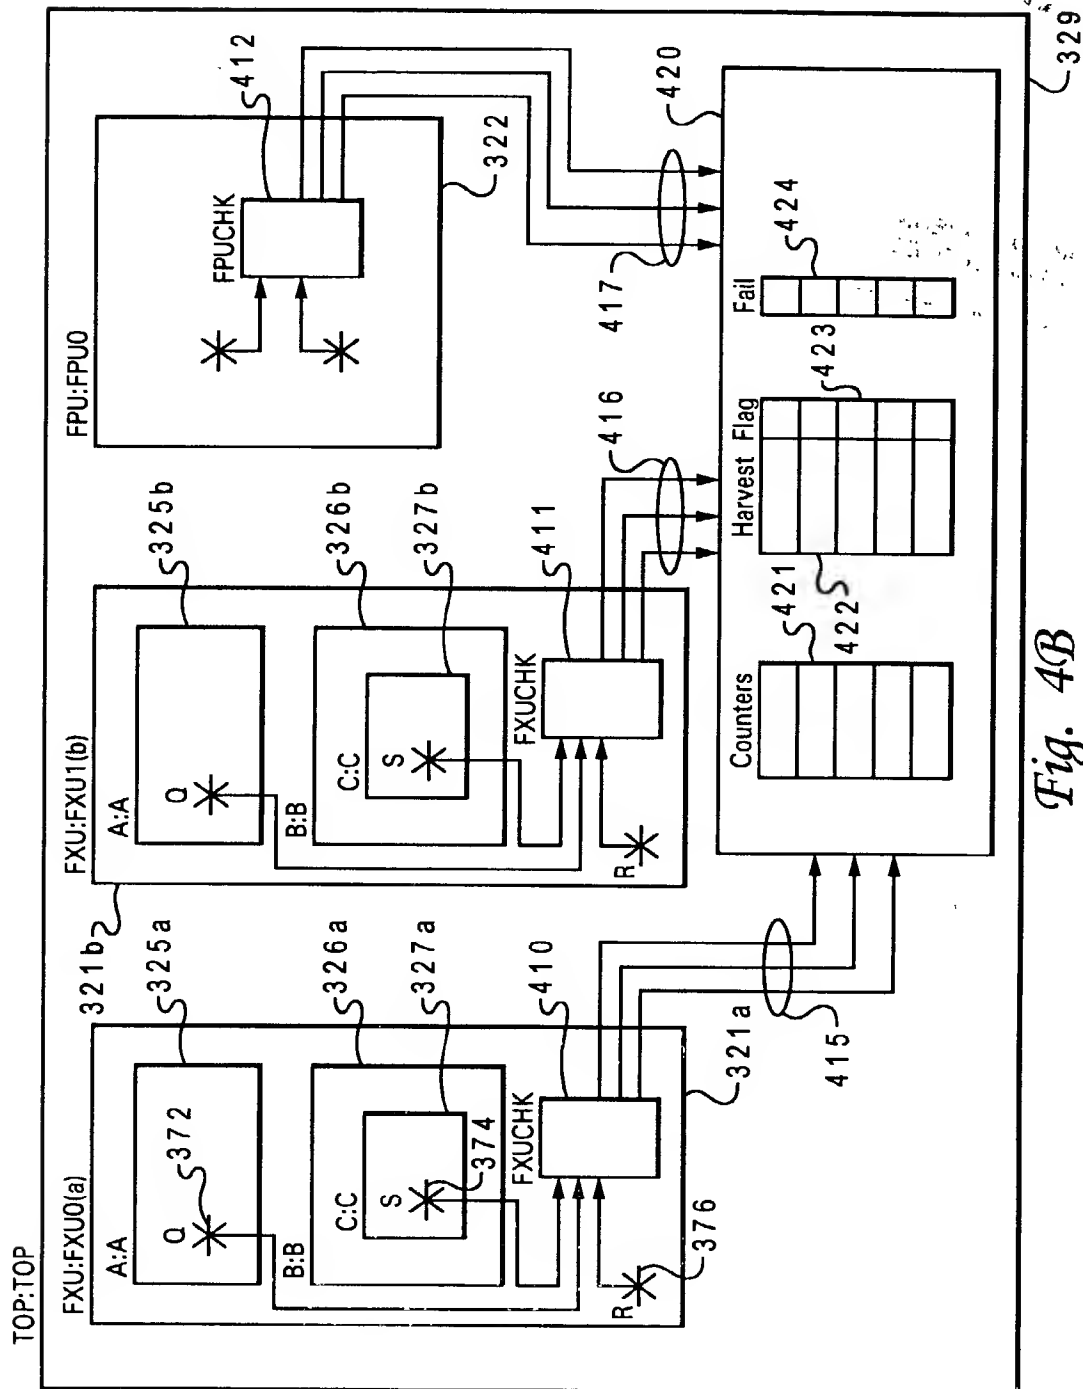 TOP:TOP
FXU:FXU0(a)
A:A
Q
372
325a
B:B
326a
C:C
S
327a
374
FXUCHK
410
R
376
321a
415
321b
FXU:FXU1(b)
A:A
Q
325b
B:B
326b
C:C
S
327b
FXUCHK
411
R
416
FPU:FPU0
FPUCHK
412
322
417
420
Counters
421
422
Harvest Flag
423
Fail
424
329
Fig. 4B